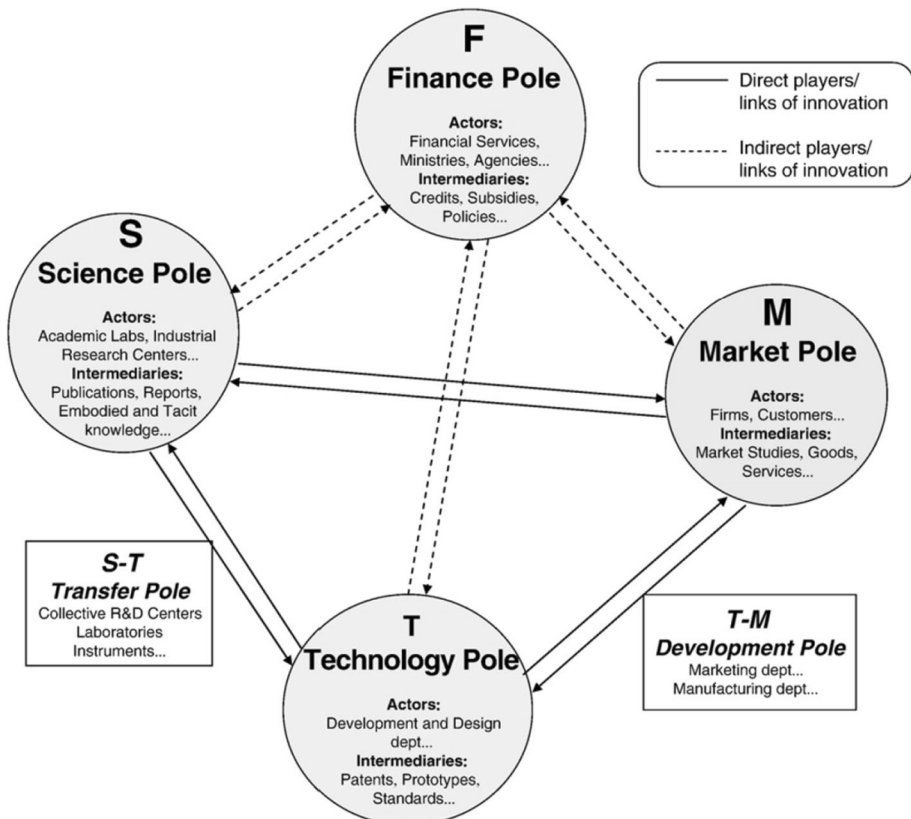 F
Finance Pole
Actors:
Financial Services,
Ministries, Agencies...
Intermediaries:
Credits, Subsidies,
Policies...
Direct players/
links of innovation
Indirect players/
links of innovation
S
Science Pole
Actors:
Academic Labs, Industrial
Research Centers...
Intermediaries:
Publications, Reports,
Embodied and Tacit
knowledge...
M
Market Pole
Actors:
Firms, Customers...
Intermediaries:
Market Studies, Goods,
Services...
S-T
Transfer Pole
Collective R&D Centers
Laboratories
Instruments...
T
Technology Pole
Actors:
Development and Design
dept...
Intermediaries:
Patents, Prototypes,
Standards...
T-M
Development Pole
Marketing dept...
Manufacturing dept...